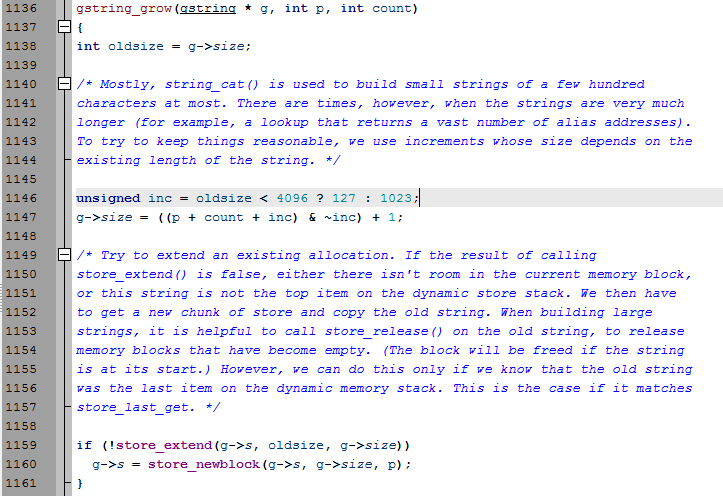 1136 gstring_grow(gstring * g, int p, int count)
1137 {
1138 int oldsize = g->size;
1139
1140 /* Mostly, string_cat() is used to build small strings of a few hundred
1141 characters at most. There are times, however, when the strings are very much
1142 longer (for example, a lookup that returns a vast number of alias addresses).
1143 To try to keep things reasonable, we use increments whose size depends on the
1144 existing length of the string. */
1145
1146 unsigned inc = oldsize < 4096 ? 127 : 1023;
1147 g->size = ((p + count + inc) & ~inc) + 1;
1148
1149 /* Try to extend an existing allocation. If the result of calling
1150 store_extend() is false, either there isn't room in the current memory block,
1151 or this string is not the top item on the dynamic store stack. We then have
1152 to get a new chunk of store and copy the old string. When building large
1153 strings, it is helpful to call store_release() on the old string, to release
1154 memory blocks that have become empty. (The block will be freed if the string
1155 is at its start.) However, we can do this only if we know that the old string
1156 was the last item on the dynamic memory stack. This is the case if it matches
1157 store_last_get. */
1158
1159 if (!store_extend(g->s, oldsize, g->size))
1160 g->s = store_newblock(g->s, g->size, p);
1161 }